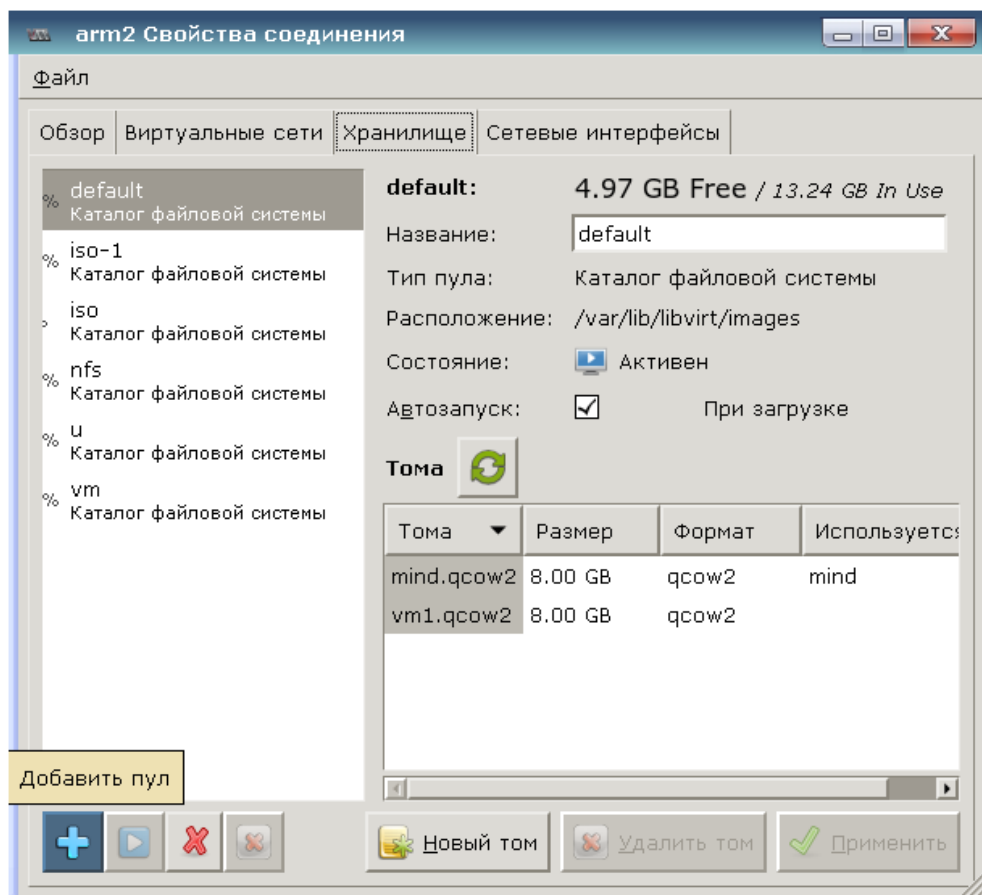 arm2 Свойства соединения
Файл
Обзор Виртуальные сети Хранилище Сетевые интерфейсы
default
Каталог файловой системы
iso-1
Каталог файловой системы
iso
Каталог файловой системы
nfs
Каталог файловой системы
u
Каталог файловой системы
vm
Каталог файловой системы
default: 4.97 GB Free / 13.24 GB In Use
Название: default
Тип пула: Каталог файловой системы
Расположение: /var/lib/libvirt/images
Состояние: Активен
Автозапуск: При загрузке
Тома
Тома Размер Формат Используется
mind.qcow2 8.00 GB qcow2 mind
vm1.qcow2 8.00 GB qcow2
Добавить пул
Новый том Удалить том Применить